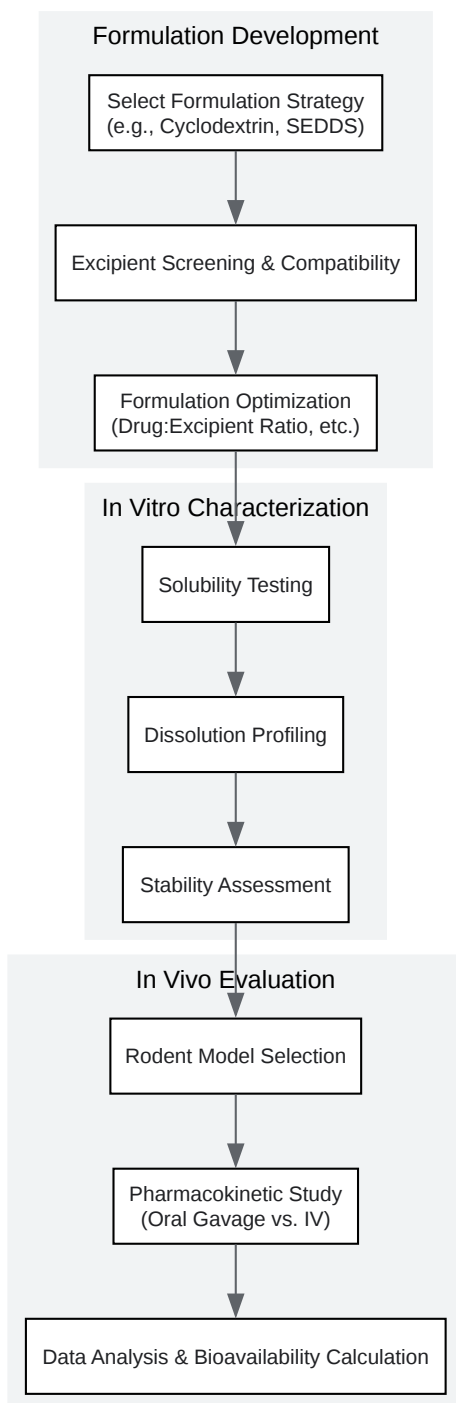 Formulation Development
Select Formulation Strategy
(e.g., Cyclodextrin, SEDDS)
Excipient Screening & Compatibility
Formulation Optimization
(Drug:Excipient Ratio, etc.)
In Vitro Characterization
Solubility Testing
Dissolution Profiling
Stability Assessment
In Vivo Evaluation
Rodent Model Selection
Pharmacokinetic Study
(Oral Gavage vs. IV)
Data Analysis & Bioavailability Calculation